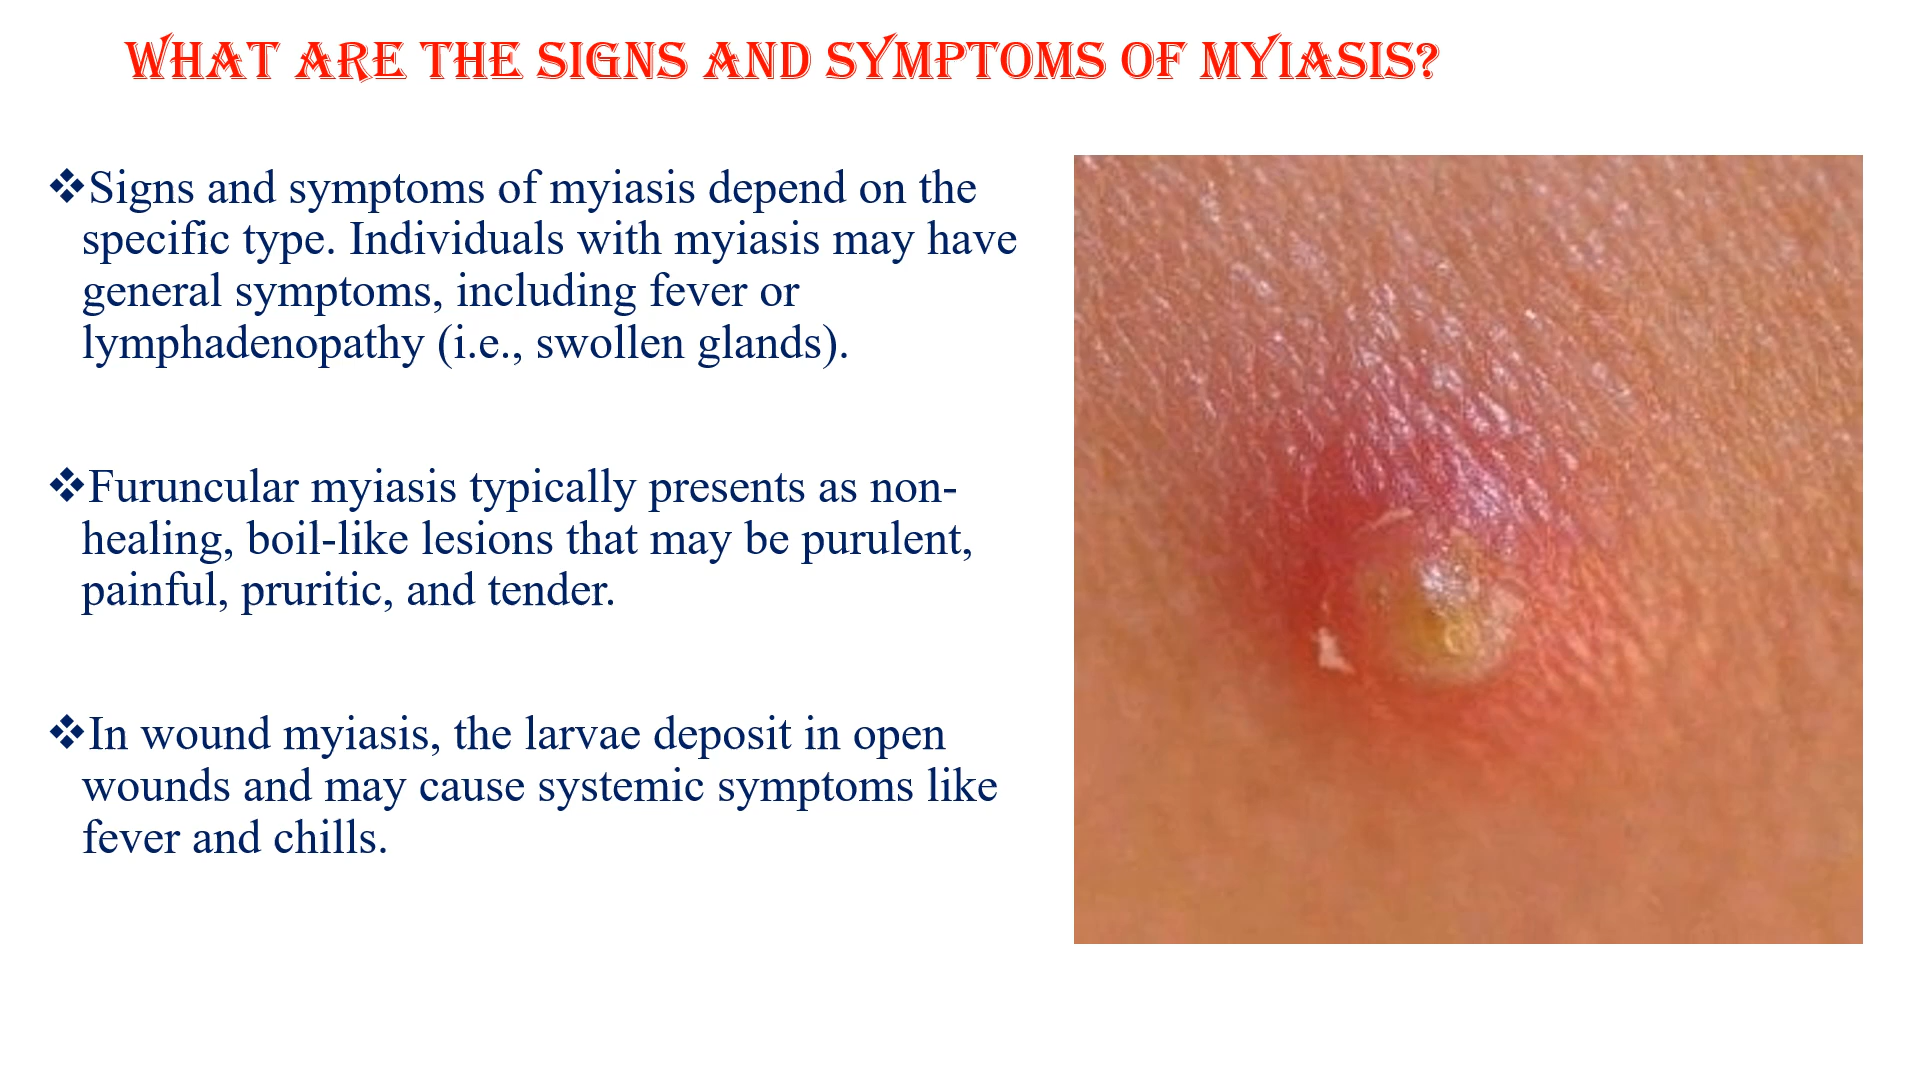 WHAT ARE THE SIGNS AND SYMPTOMS OF MYIASIS?
❖Signs and symptoms of myiasis depend on the
specific type. Individuals with myiasis may have
general symptoms, including fever or
lymphadenopathy (i.e., swollen glands).
❖Furuncular myiasis typically presents as non-
healing, boil-like lesions that may be purulent,
painful, pruritic, and tender.
❖In wound myiasis, the larvae deposit in open
wounds and may cause systemic symptoms like
fever and chills.